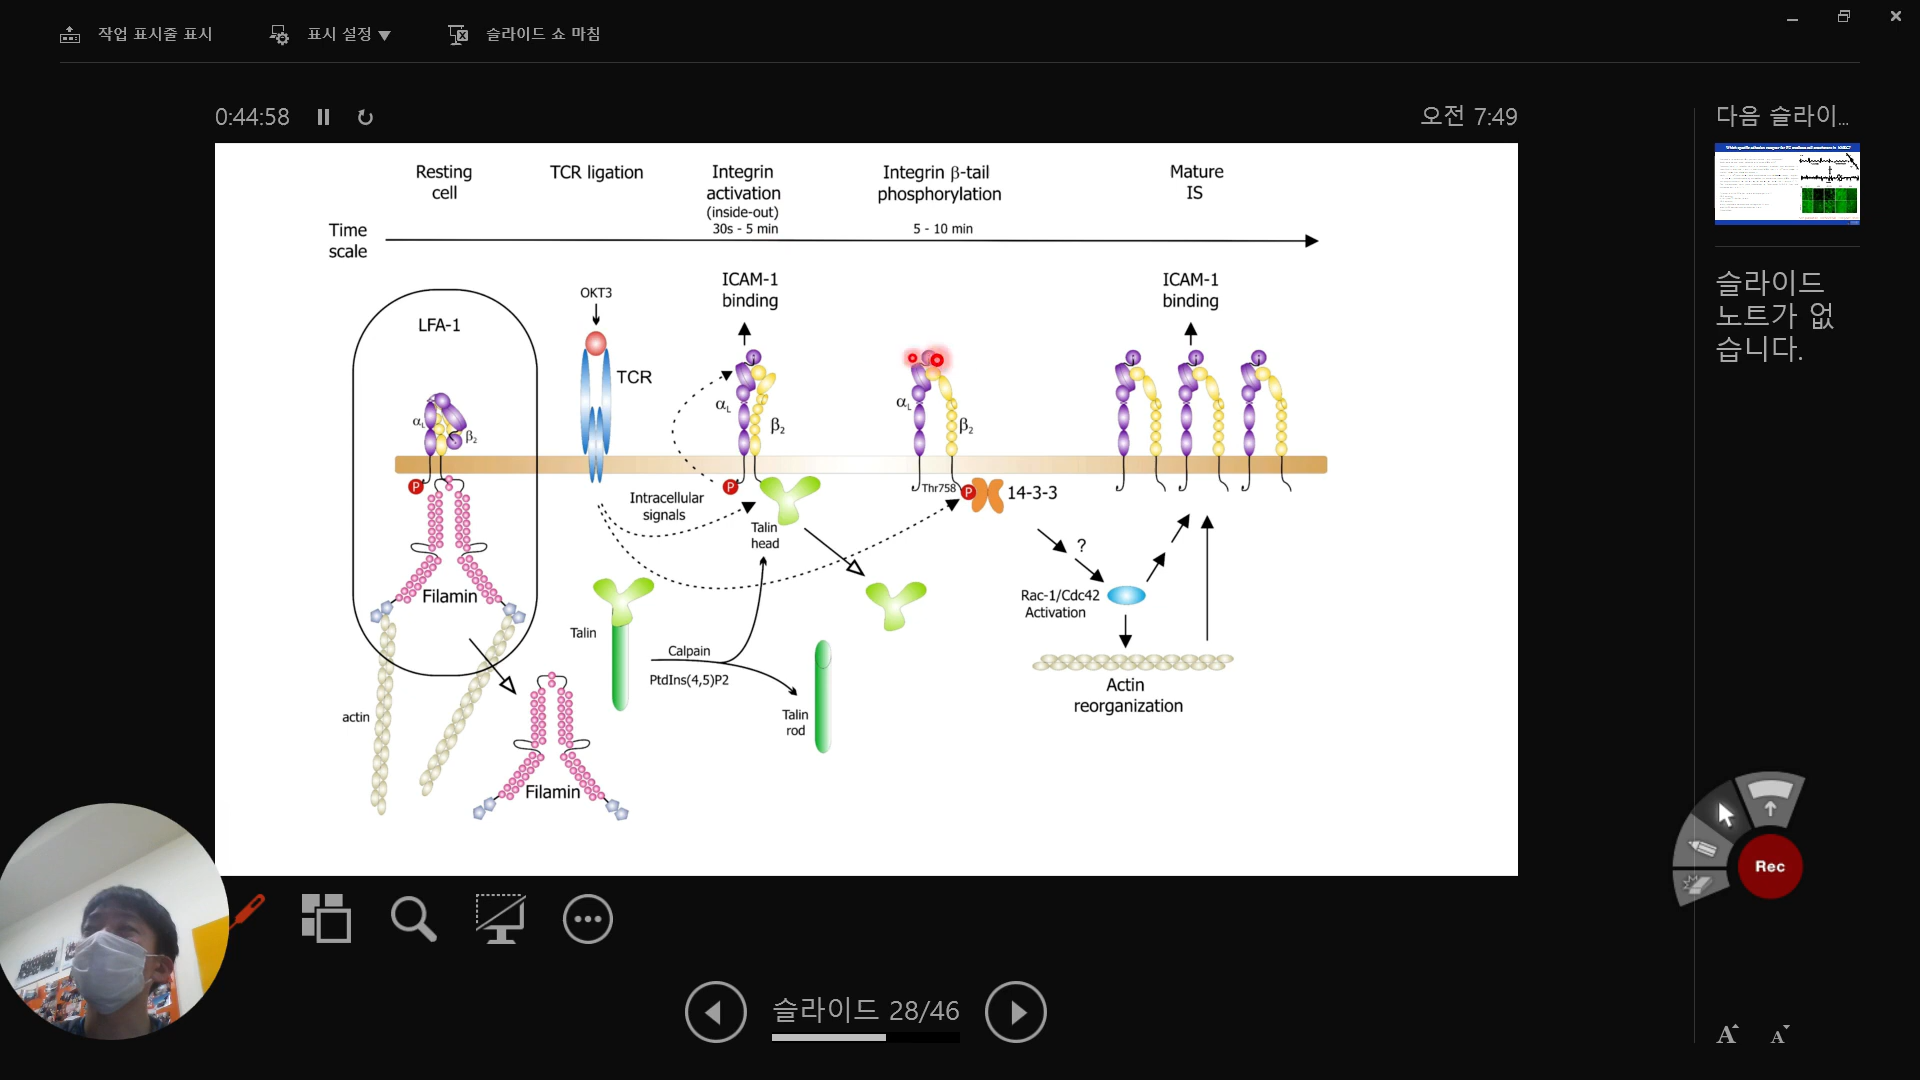 작업 표시줄 표시
표시 설정 ▼
슬라이드 쇼 마침
0:44:58
오전 7:49
다음 슬라이...
Resting
cell
TCR ligation
Integrin
activation
(inside-out)
30s - 5 min
Integrin β-tail
phosphorylation
5 - 10 min
Mature
IS
Time
scale
LFA-1
OKT3
TCR
ICAM-1
binding
ICAM-1
binding
αL
β2
αL
β2
αL
β2
P
P
Thr758
P
14-3-3
Intracellular
signals
Talin
head
?
Rac-1/Cdc42
Activation
Filamin
Talin
Calpain
PtdIns(4,5)P2
Talin
rod
Actin
reorganization
actin
Filamin
슬라이드
노트가 없
습니다.
Rec
슬라이드 28/46
A
A